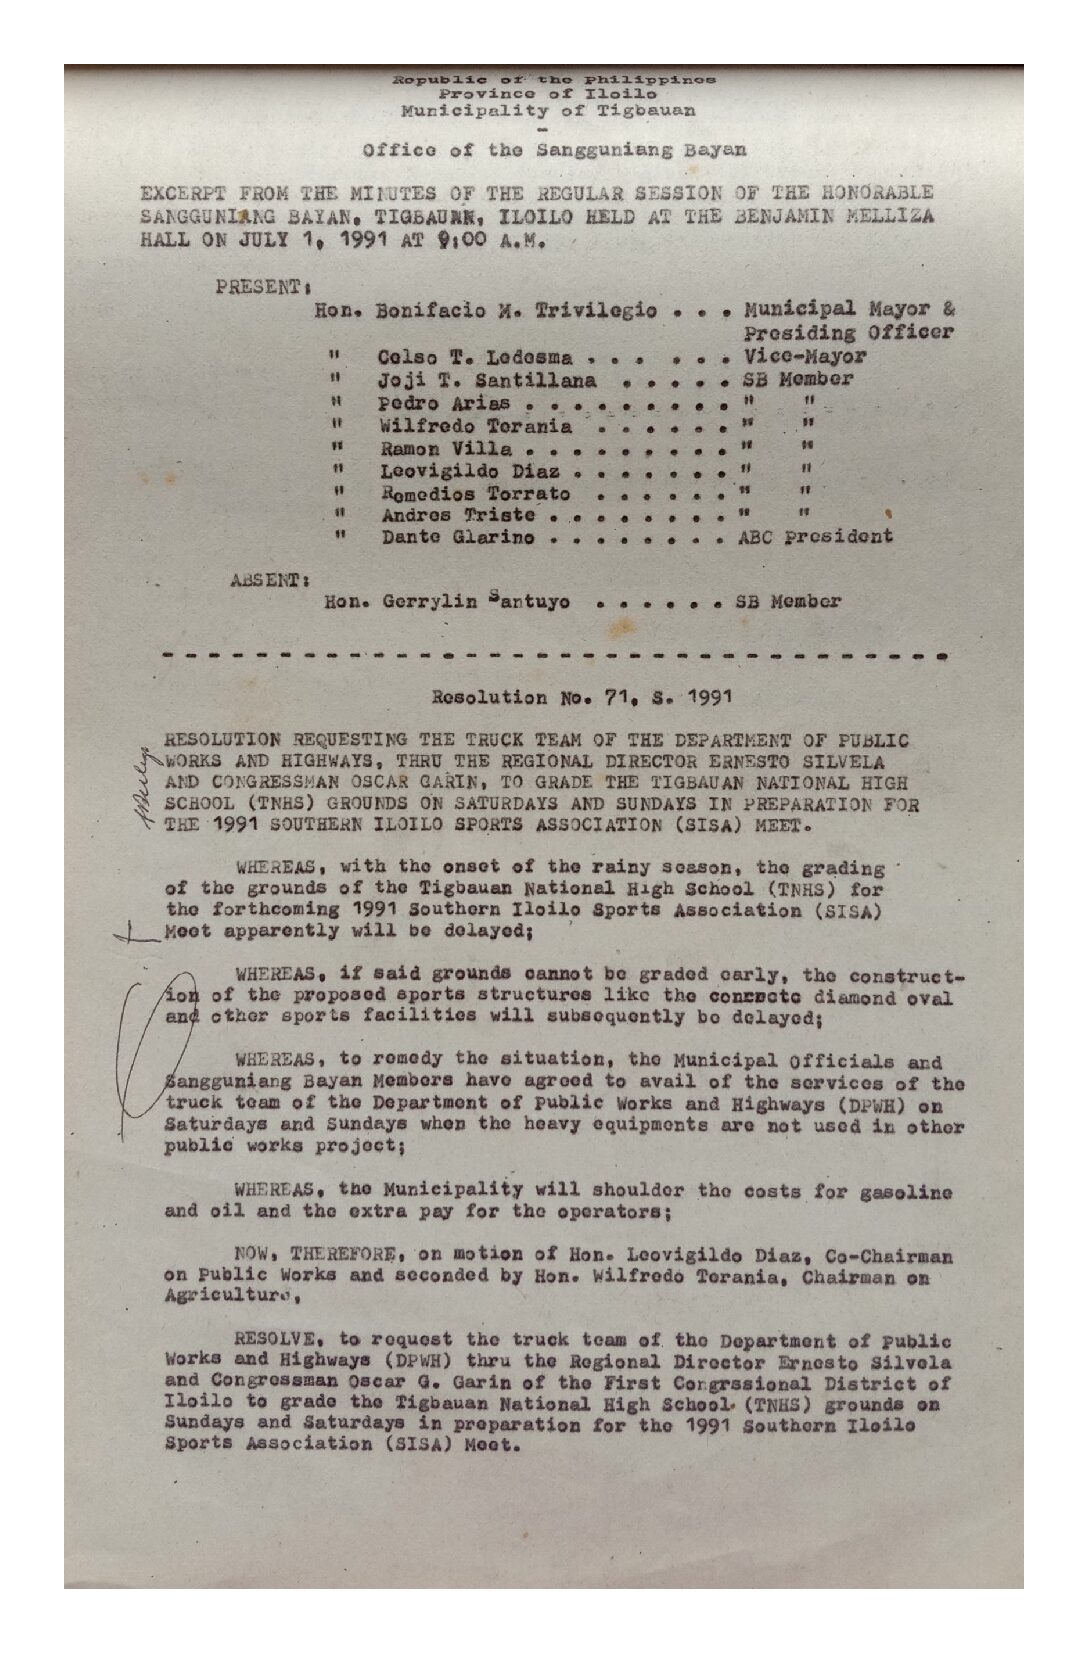 Republic of the Philippines
Province of Iloilo
Municipality of Tigbauan
-
Office of the Sangguniang Bayan
EXCERPT FROM THE MINUTES OF THE REGULAR SESSION OF THE HONORABLE
SANGGUNIANG BAYAN, TIGBAUAN, ILOILO HELD AT THE BENJAMIN MELLIZA
HALL ON JULY 1, 1991 AT 9:00 A.M.
PRESENT:
Hon. Bonifacio M. Trivilegio . . . Municipal Mayor &
Presiding Officer
" Celso T. Ledesma . . . . . . Vice-Mayor
" Joji T. Santillana . . . . . SB Member
" Pedro Arias . . . . . . . . . " "
" Wilfredo Terania . . . . . . " "
" Ramon Villa . . . . . . . . . " "
" Leovigildo Diaz . . . . . . . " "
" Remedios Torrato . . . . . . " "
" Andres Triste . . . . . . . . " "
" Dante Glarino . . . . . . . . ABC President
ABSENT:
Hon. Gerrylin Santuyo . . . . . . SB Member
- - - - - - - - - - - - - - - - - - - - - - - - - - - - - - - - - -
Resolution No. 71, S. 1991
RESOLUTION REQUESTING THE TRUCK TEAM OF THE DEPARTMENT OF PUBLIC
WORKS AND HIGHWAYS, THRU THE REGIONAL DIRECTOR ERNESTO SILVELA
AND CONGRESSMAN OSCAR GARIN, TO GRADE THE TIGBAUAN NATIONAL HIGH
SCHOOL (TNHS) GROUNDS ON SATURDAYS AND SUNDAYS IN PREPARATION FOR
THE 1991 SOUTHERN ILOILO SPORTS ASSOCIATION (SISA) MEET.
WHEREAS, with the onset of the rainy season, the grading
of the grounds of the Tigbauan National High School (TNHS) for
the forthcoming 1991 Southern Iloilo Sports Association (SISA)
Meet apparently will be delayed;
WHEREAS, if said grounds cannot be graded early, the construct-
ion of the proposed sports structures like the concrete diamond oval
and other sports facilities will subsequently be delayed;
WHEREAS, to remedy the situation, the Municipal Officials and
Sangguniang Bayan Members have agreed to avail of the services of the
truck team of the Department of Public Works and Highways (DPWH) on
Saturdays and Sundays when the heavy equipments are not used in other
public works project;
WHEREAS, the Municipality will shoulder the costs for gasoline
and oil and the extra pay for the operators;
NOW, THEREFORE, on motion of Hon. Leovigildo Diaz, Co-Chairman
on Public Works and seconded by Hon. Wilfredo Terania, Chairman on
Agriculture,
RESOLVE, to request the truck team of the Department of Public
Works and Highways (DPWH) thru the Regional Director Ernesto Silvela
and Congressman Oscar G. Garin of the First Congrssional District of
Iloilo to grade the Tigbauan National High School (TNHS) grounds on
Sundays and Saturdays in preparation for the 1991 Southern Iloilo
Sports Association (SISA) Meet.